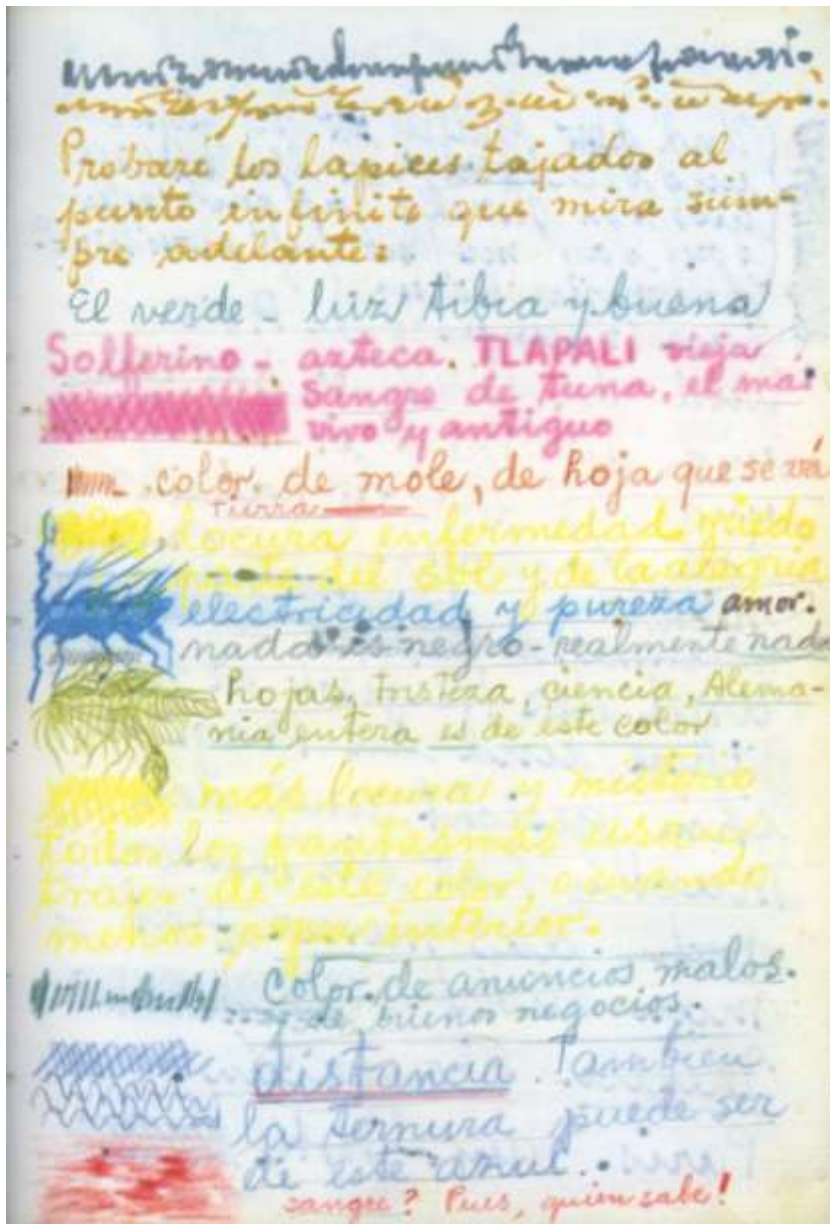 Probaré los lapices tajados al
punto infinito que mira siem-
pre adelante:
El verde - luz tibia y buena
Solferino - azteca. TLAPALI vieja
sangre de tuna, el más
vivo y antiguo
color de mole, de hoja que se vá
tierra
locura enfermedad miedo
parte del sol y de la alegria
electricidad y pureza amor.
nada es negro - realmente nada
hojas, tristeza, ciencia, Alema-
nia entera es de este color
más locura y misterio
todos los fantasmas usan
trajes de este color, o cuando
menos ropa interior.
color de anuncios malos.
y de buenos negocios.
distancia También
la ternura puede ser
de este azul.
sangre? Pues, quien sabe!